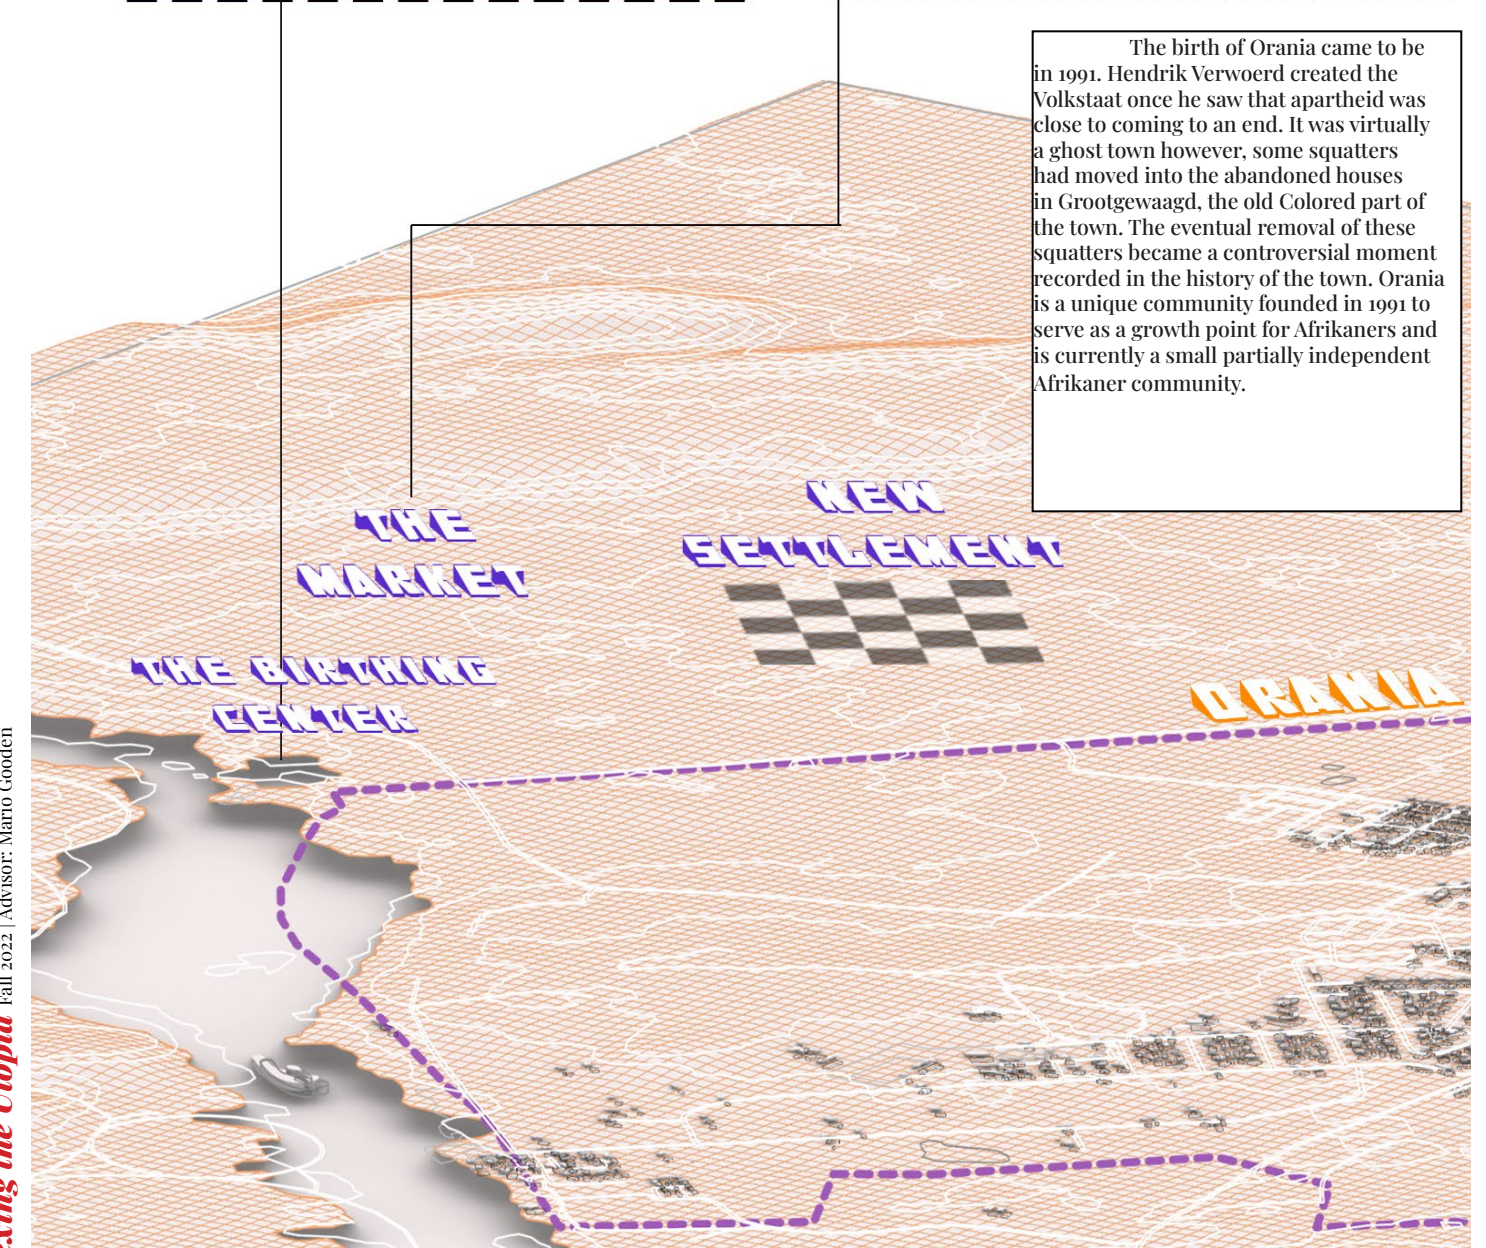 The birth of Orania came to be
in 1991. Hendrik Verwoerd created the
Volkstaat once he saw that apartheid was
close to coming to an end. It was virtually
a ghost town however, some squatters
had moved into the abandoned houses
in Grootgewaagd, the old Colored part of
the town. The eventual removal of these
squatters became a controversial moment
recorded in the history of the town. Orania
is a unique community founded in 1991 to
serve as a growth point for Afrikaners and
is currently a small partially independent
Afrikaner community.
THE
MARKET
NEW
SETTLEMENT
THE BIRTHING
CENTER
ORANIA
the Utopia Fall 2022 | Advisor: Mario Gooden